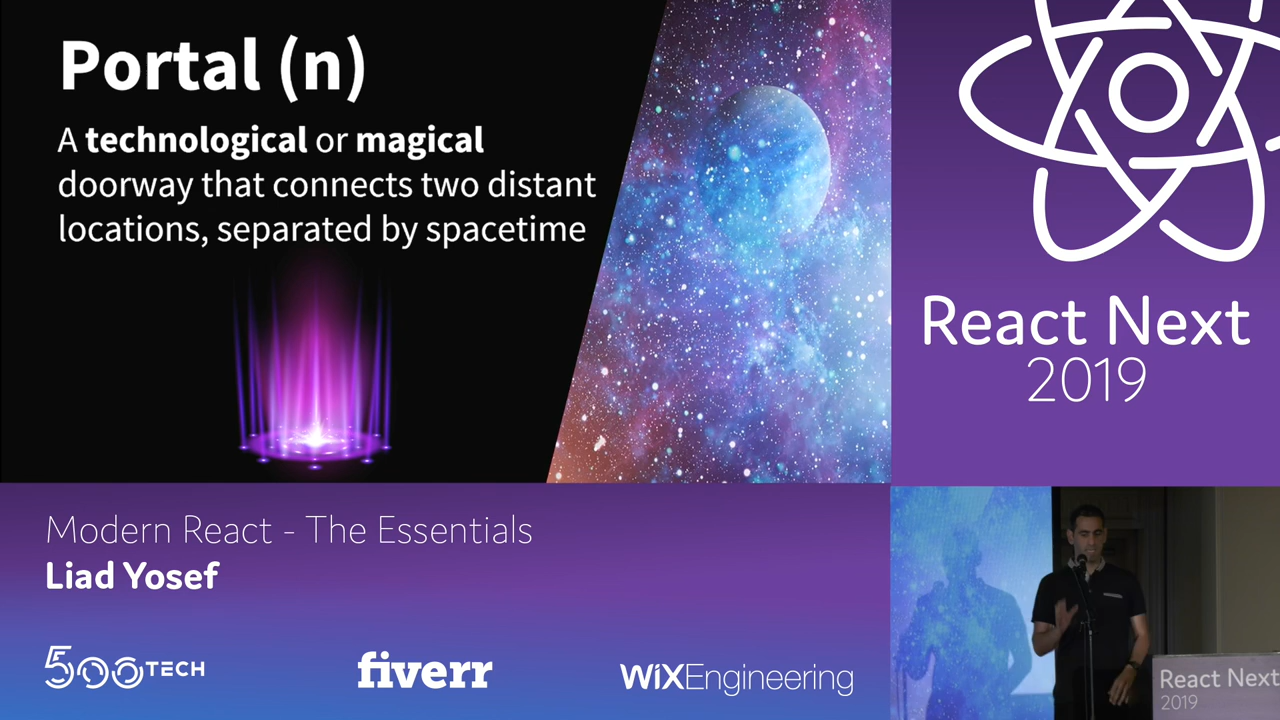 Portal (n)
A technological or magical
doorway that connects two distant
locations, separated by spacetime
React Next
2019
Modern React - The Essentials
Liad Yosef
500TECH
fiverr
WiXEngineering
React Next
2019